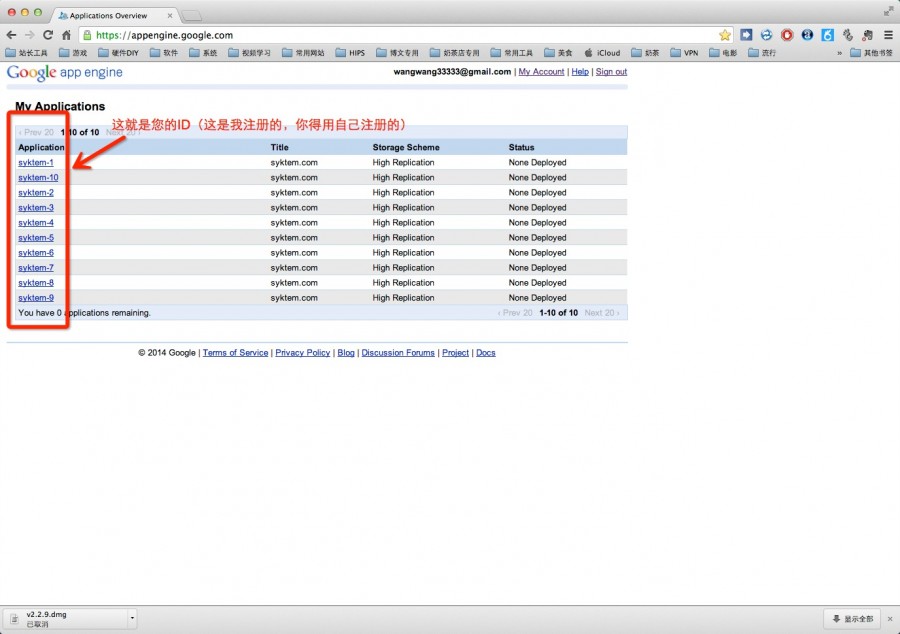 Applications Overview
https://appengine.google.com
站长工具 游戏 硬件DIY 软件 系统 视频学习 常用网站 HIPS 博文专用 奶茶店专用 常用工具 美食 iCloud 奶茶 VPN 电影 流行 » 其他书签
Google app engine
wangwang33333@gmail.com | My Account | Help | Sign out
My Applications
这就是您的ID（这是我注册的，你得用自己注册的）
‹ Prev 20 1-10 of 10 Next 20 ›
Application Title Storage Scheme Status
syktem-1 syktem.com High Replication None Deployed
syktem-10 syktem.com High Replication None Deployed
syktem-2 syktem.com High Replication None Deployed
syktem-3 syktem.com High Replication None Deployed
syktem-4 syktem.com High Replication None Deployed
syktem-5 syktem.com High Replication None Deployed
syktem-6 syktem.com High Replication None Deployed
syktem-7 syktem.com High Replication None Deployed
syktem-8 syktem.com High Replication None Deployed
syktem-9 syktem.com High Replication None Deployed
You have 0 applications remaining. ‹ Prev 20 1-10 of 10 Next 20 ›
© 2014 Google | Terms of Service | Privacy Policy | Blog | Discussion Forums | Project | Docs
v2.2.9.dmg
已取消
显示全部